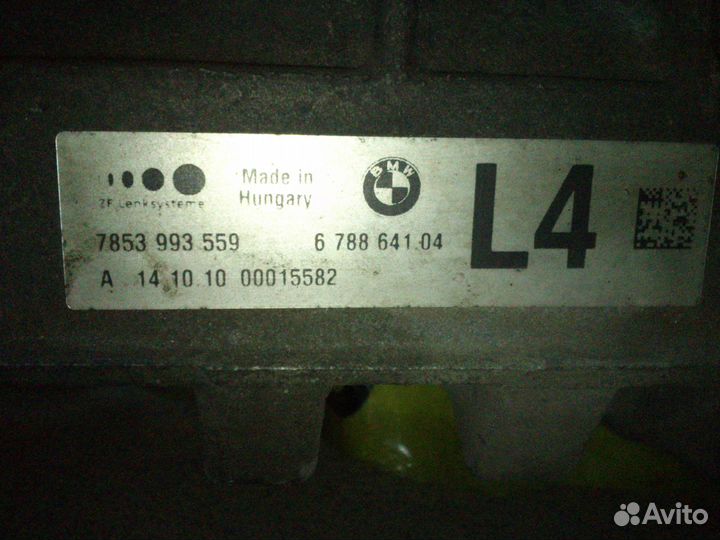 Made in
Hungary
BMW
ZF Lenksysteme
L4
7853 993 559 6 788 641 04
A 14 10 10 00015582
Avito